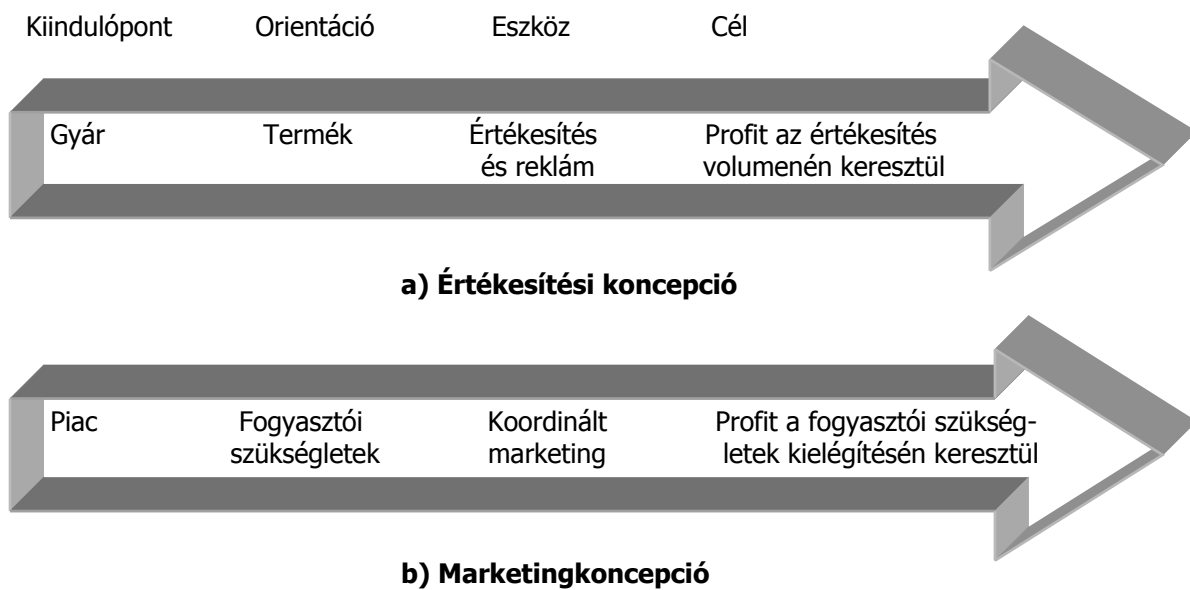 Kiindulópont Orientáció Eszköz Cél
Gyár Termék Értékesítés Profit az értékesítés
és reklám volumenén keresztül
a) Értékesítési koncepció
Piac Fogyasztói Koordinált Profit a fogyasztói szükség-
szükségletek marketing letek kielégítésén keresztül
b) Marketingkoncepció